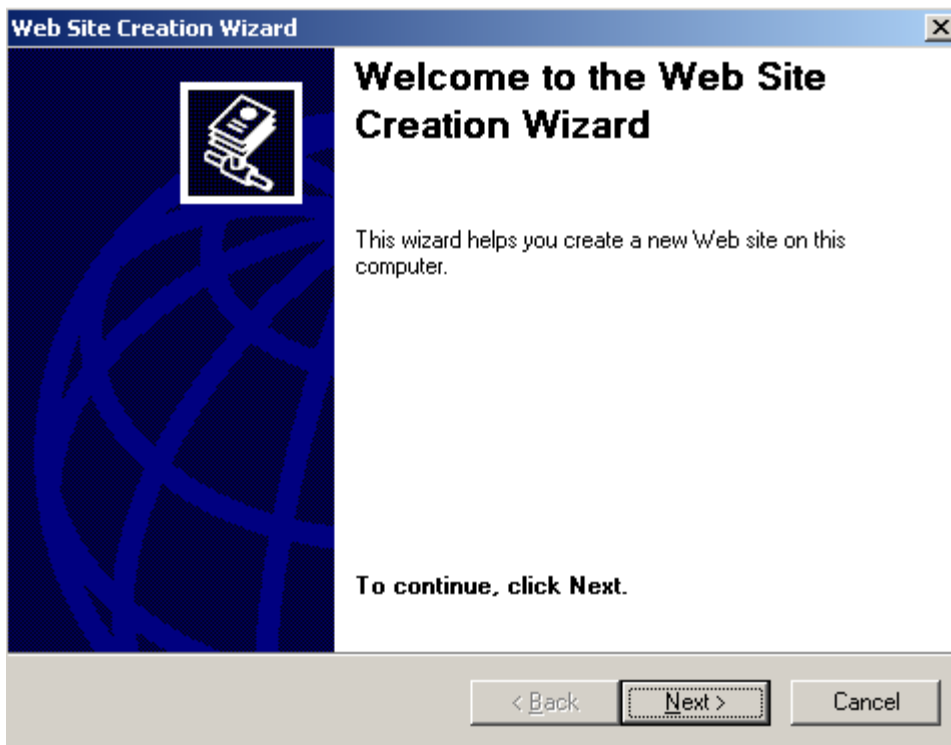 Web Site Creation Wizard
Welcome to the Web Site
Creation Wizard
This wizard helps you create a new Web site on this
computer.
To continue, click Next.
< Back
Next >
Cancel